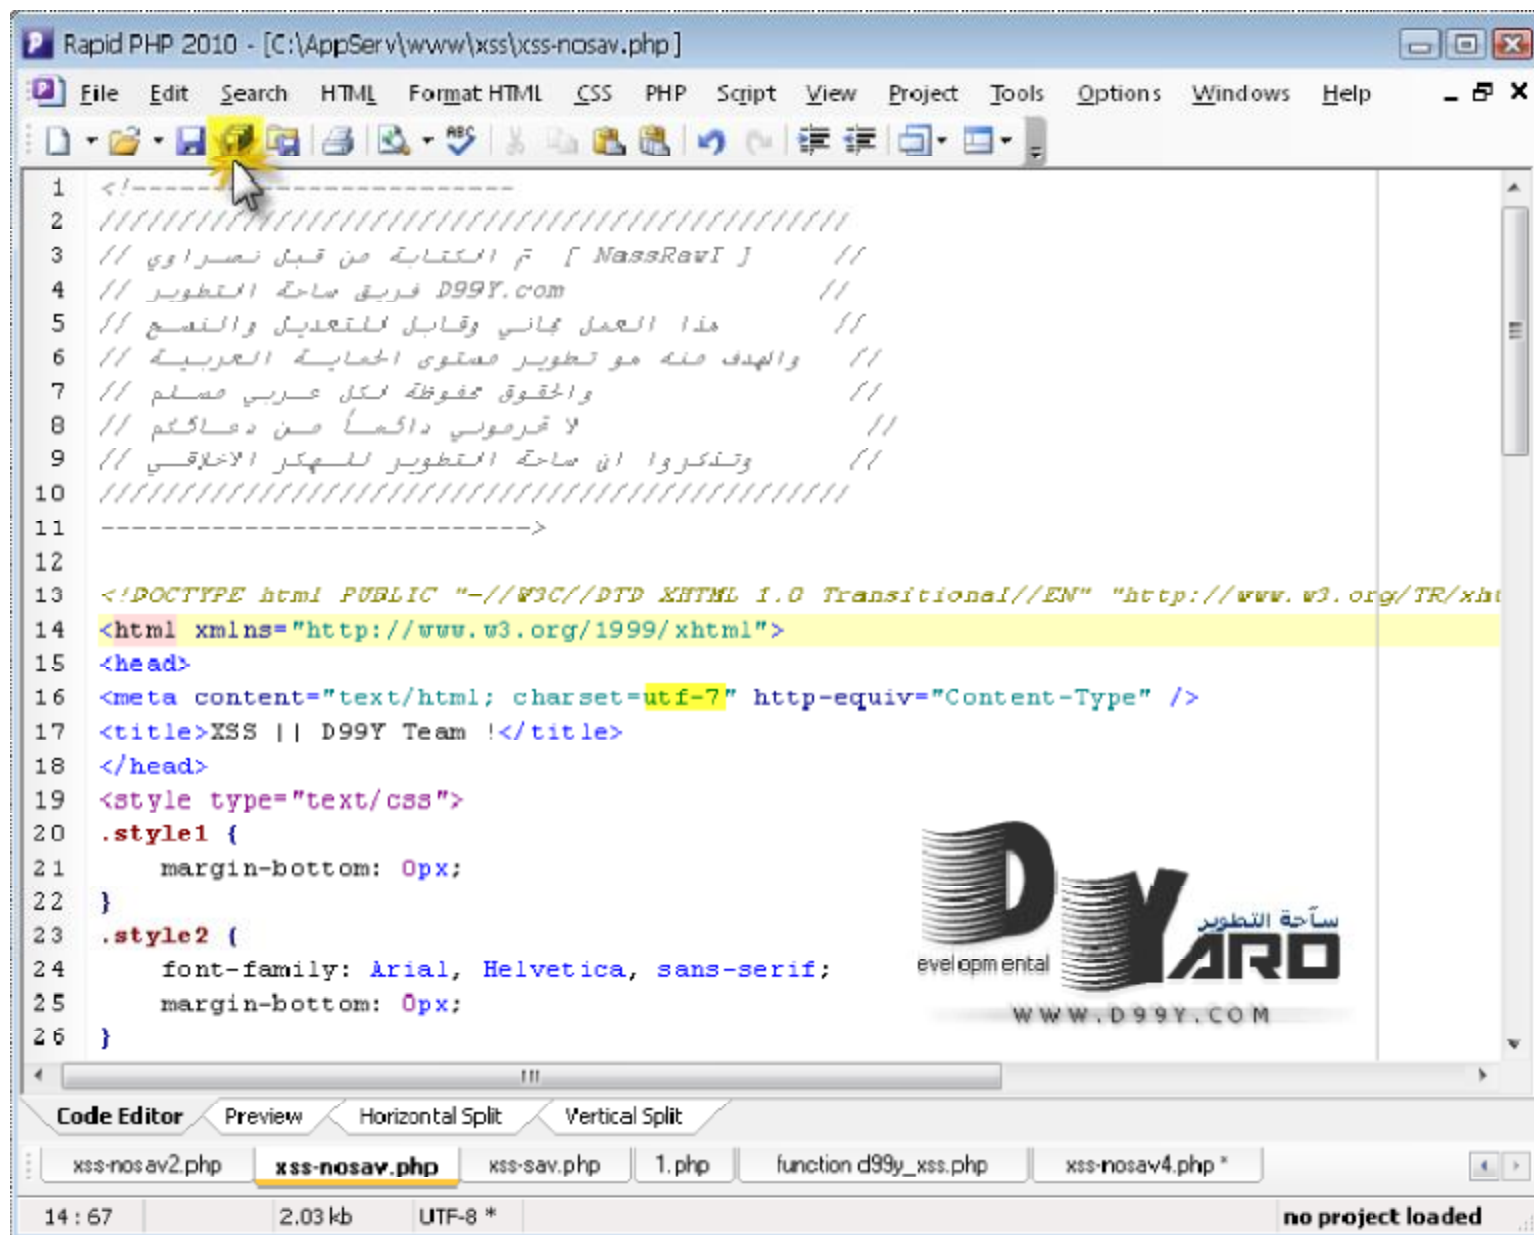 Rapid PHP 2010 - [C:\AppServ\www\xss\xss-nosav.php]
File Edit Search HTML Format HTML CSS PHP Script View Project Tools Options Windows Help
ABC
1 <!-------------------------
2 /////////////////////////////////////////////////
3 // تم الكتابة من قبل نصراوي [ NassRawI ] //
4 // فريق ساحة التطوير D99Y.com //
5 // هذا العمل مجاني وقابل للتعديل والنسخ //
6 // والهدف منه هو تطوير مستوى الحماية العربية //
7 // والحقوق محفوظة لكل عربي مسلم //
8 // لا تحرموني دائماً من دعائكم //
9 // وتذكروا ان ساحة التطوير للهكر الاخلاقي //
10 /////////////////////////////////////////////////
11 ---------------------------->
12
13 <!DOCTYPE html PUBLIC "-//W3C//DTD XHTML 1.0 Transitional//EN" "http://www.w3.org/TR/xht
14 <html xmlns="http://www.w3.org/1999/xhtml">
15 <head>
16 <meta content="text/html; charset=utf-7" http-equiv="Content-Type" />
17 <title>XSS || D99Y Team !</title>
18 </head>
19 <style type="text/css">
20 .style1 {
21 margin-bottom: 0px;
22 }
23 .style2 {
24 font-family: Arial, Helvetica, sans-serif;
25 margin-bottom: 0px;
26 }
ساحة التطوير
Developmental YARD
WWW.D99Y.COM
Code Editor Preview Horizontal Split Vertical Split
xss-nosav2.php xss-nosav.php xss-sav.php 1.php function d99y_xss.php xss-nosav4.php *
14 : 67 2.03 kb UTF-8 * no project loaded